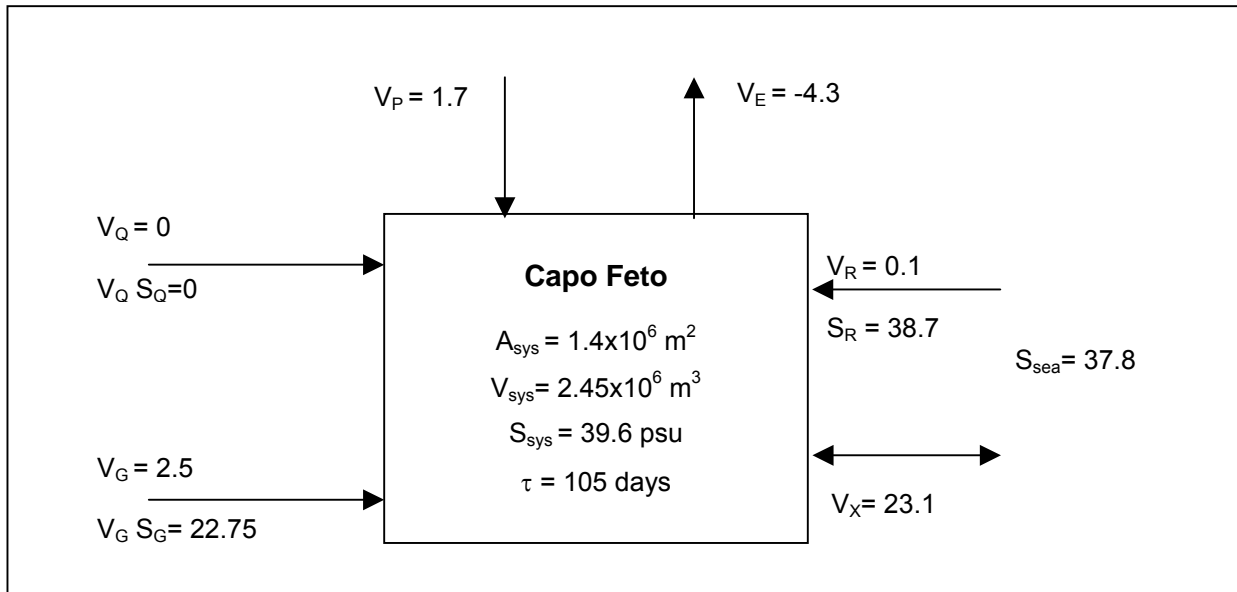 V_P = 1.7
V_E = -4.3
V_Q = 0
V_Q S_Q=0
Capo Feto
A_sys = 1.4x10^6 m^2
V_sys= 2.45x10^6 m^3
S_sys = 39.6 psu
τ = 105 days
V_R = 0.1
S_R = 38.7
S_sea= 37.8
V_G = 2.5
V_G S_G= 22.75
V_X= 23.1